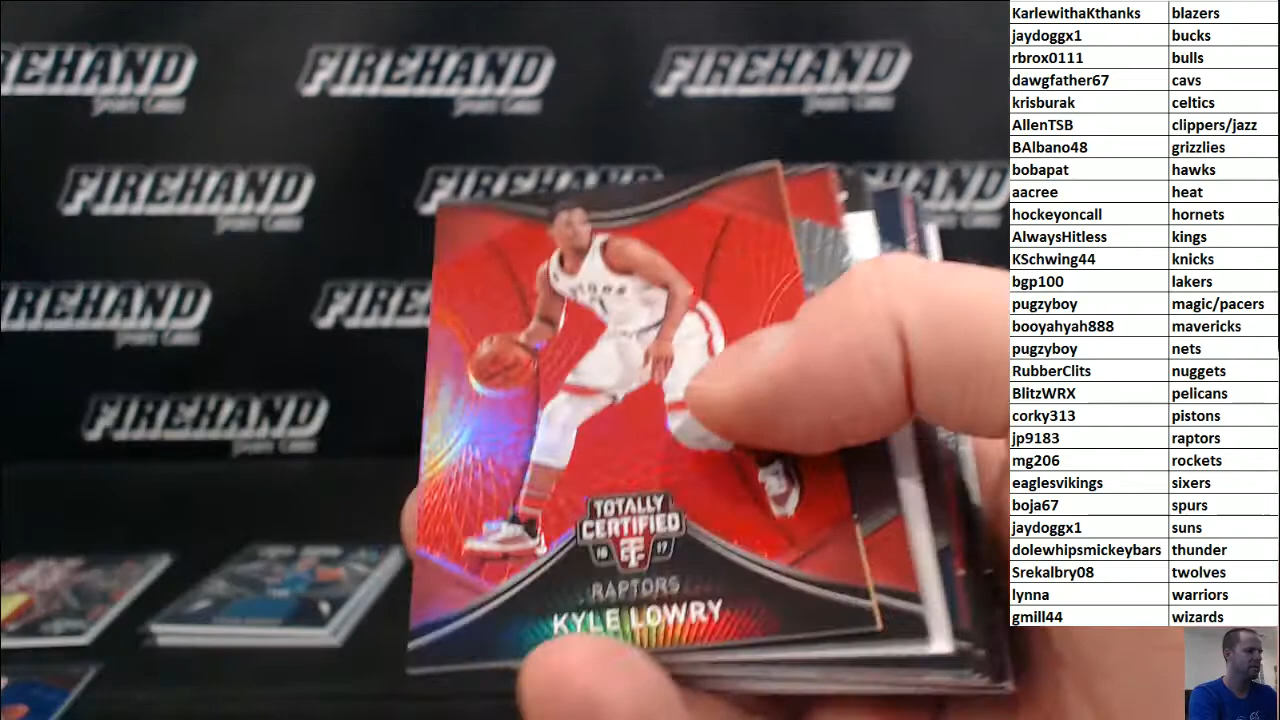 FIREHAND
FIREHAND
FIREHAND
FIREHAND
FIREHAND
FIREHAND
FIREHAND
TOTALLY
CERTIFIED
16 TC 17
RAPTORS
KYLE LOWRY
KarlewithaKthanks blazers
jaydoggx1 bucks
rbrox0111 bulls
dawgfather67 cavs
krisburak celtics
AllenTSB clippers/jazz
BAlbano48 grizzlies
bobapat hawks
aacree heat
hockeyoncall hornets
AlwaysHitless kings
KSchwing44 knicks
bgp100 lakers
pugzyboy magic/pacers
booyahyah888 mavericks
pugzyboy nets
RubberClits nuggets
BlitzWRX pelicans
corky313 pistons
jp9183 raptors
mg206 rockets
eaglesvikings sixers
boja67 spurs
jaydoggx1 suns
dolewhipsmickeybars thunder
Srekalbry08 twolves
lynna warriors
gmill44 wizards